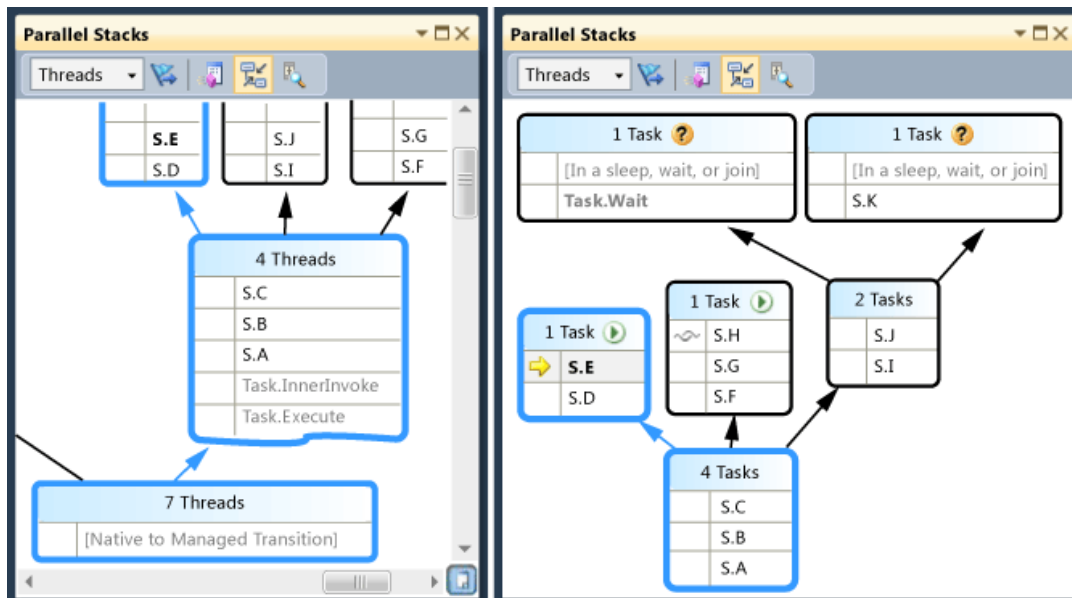 Parallel Stacks
Threads
S.E
S.D
S.J
S.I
S.G
S.F
4 Threads
S.C
S.B
S.A
Task.InnerInvoke
Task.Execute
7 Threads
[Native to Managed Transition]
Parallel Stacks
Threads
1 Task ?
[In a sleep, wait, or join]
Task.Wait
1 Task ?
[In a sleep, wait, or join]
S.K
1 Task
S.E
S.D
1 Task
S.H
S.G
S.F
2 Tasks
S.J
S.I
4 Tasks
S.C
S.B
S.A